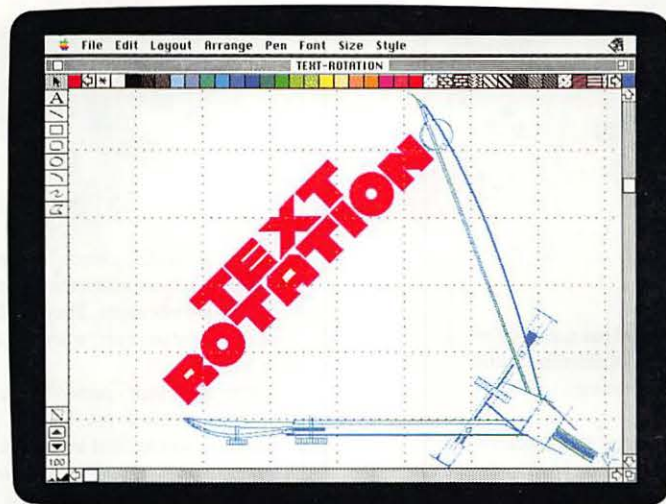 File Edit Layout Arrange Pen Font Size Style
TEXT-ROTATION
A
TEXT
ROTATION
100